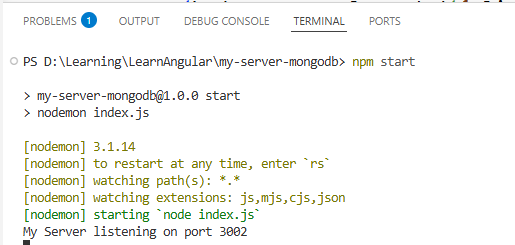 PROBLEMS 1 OUTPUT DEBUG CONSOLE TERMINAL PORTS
PS D:\Learning\LearnAngular\my-server-mongodb> npm start
> my-server-mongodb@1.0.0 start
> nodemon index.js
[nodemon] 3.1.14
[nodemon] to restart at any time, enter `rs`
[nodemon] watching path(s): *.*
[nodemon] watching extensions: js,mjs,cjs,json
[nodemon] starting `node index.js`
My Server listening on port 3002